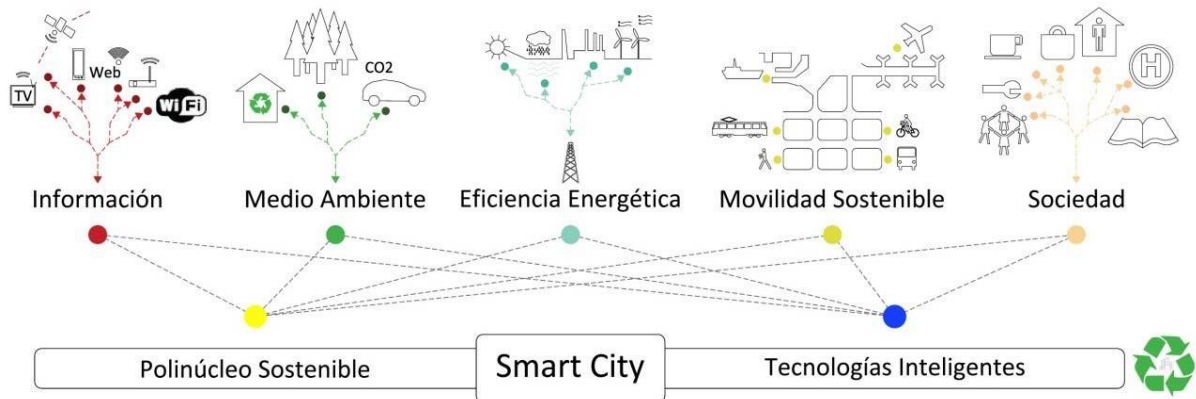 TV
Web
WiFi
CO2
H
Información
Medio Ambiente
Eficiencia Energética
Movilidad Sostenible
Sociedad
Polinúcleo Sostenible
Smart City
Tecnologías Inteligentes